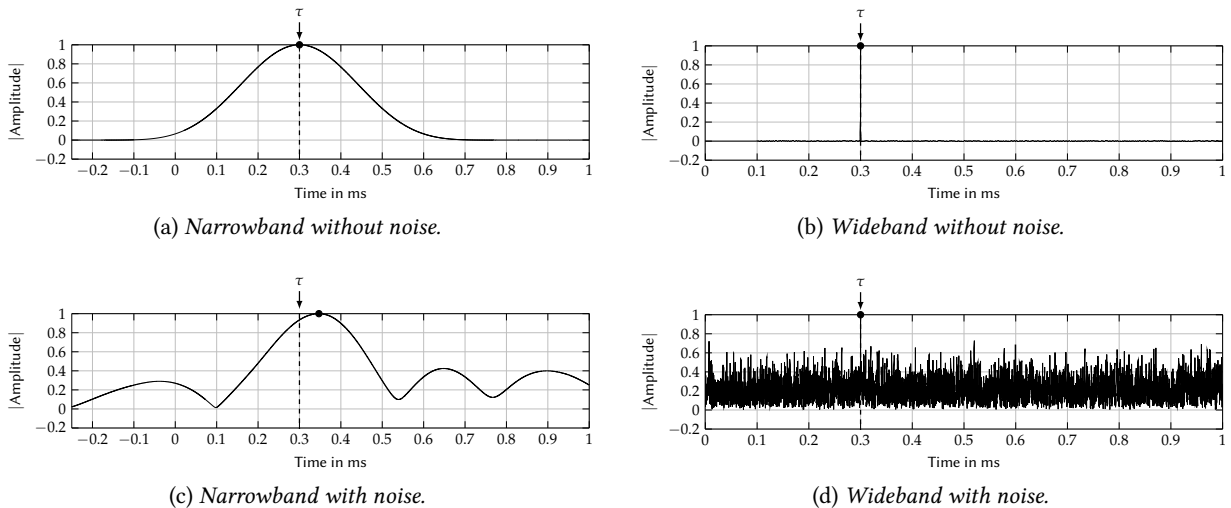 τ
|Amplitude|
1
0.8
0.6
0.4
0.2
0
−0.2
−0.2 −0.1 0 0.1 0.2 0.3 0.4 0.5 0.6 0.7 0.8 0.9 1
Time in ms
(a) Narrowband without noise.
τ
|Amplitude|
1
0.8
0.6
0.4
0.2
0
−0.2
0 0.1 0.2 0.3 0.4 0.5 0.6 0.7 0.8 0.9 1
Time in ms
(b) Wideband without noise.
τ
|Amplitude|
1
0.8
0.6
0.4
0.2
0
−0.2
−0.2 −0.1 0 0.1 0.2 0.3 0.4 0.5 0.6 0.7 0.8 0.9 1
Time in ms
(c) Narrowband with noise.
τ
|Amplitude|
1
0.8
0.6
0.4
0.2
0
−0.2
0 0.1 0.2 0.3 0.4 0.5 0.6 0.7 0.8 0.9 1
Time in ms
(d) Wideband with noise.